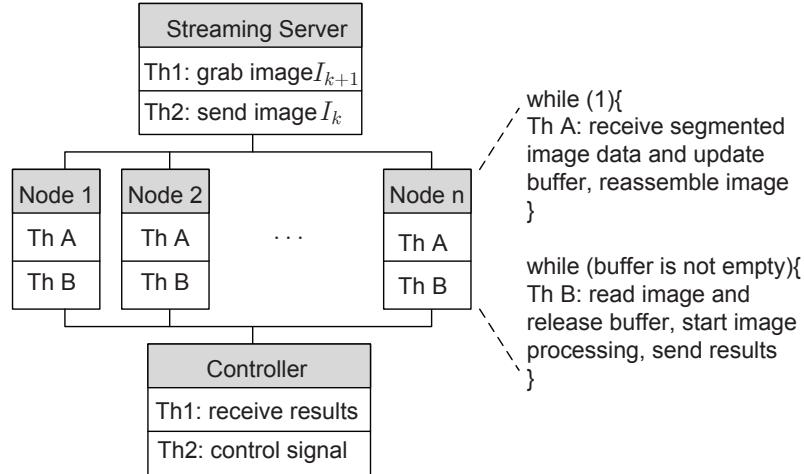 Streaming Server
Th1: grab image I_{k+1}
Th2: send image I_k
Node 1
Th A
Th B
Node 2
Th A
Th B
· · ·
Node n
Th A
Th B
while (1){
Th A: receive segmented
image data and update
buffer, reassemble image
}
while (buffer is not empty){
Th B: read image and
release buffer, start image
processing, send results
}
Controller
Th1: receive results
Th2: control signal